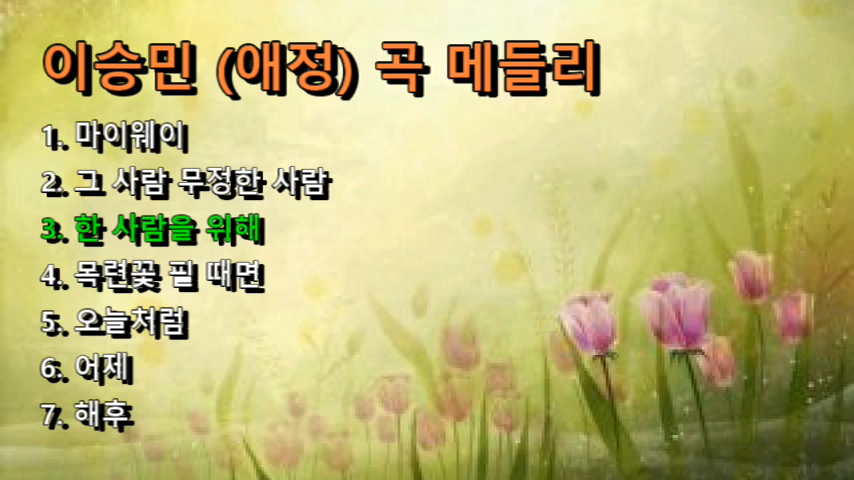 이승민 (애정) 곡 메들리
1. 마이웨이
2. 그 사람 무정한 사람
3. 한 사람을 위해
4. 목련꽃 필 때면
5. 오늘처럼
6. 어제
7. 해후